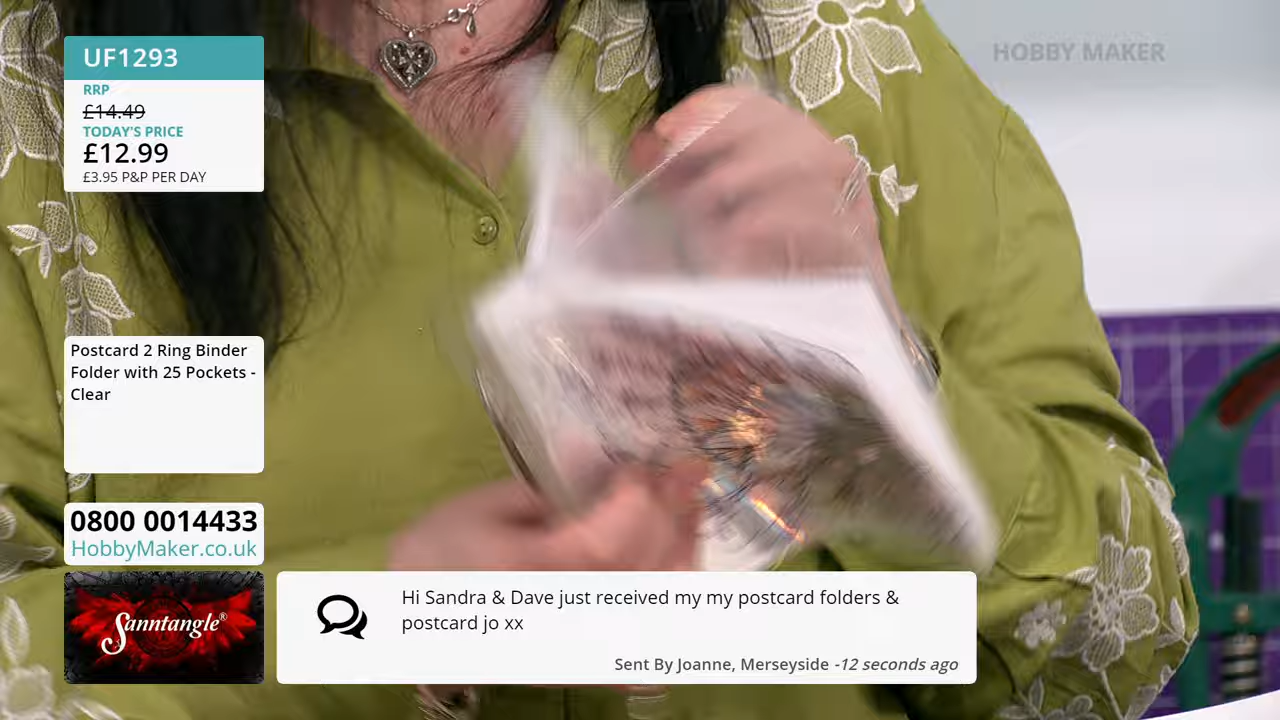 UF1293
RRP
£14.49
TODAY'S PRICE
£12.99
£3.95 P&P PER DAY
HOBBY MAKER
Postcard 2 Ring Binder
Folder with 25 Pockets -
Clear
0800 0014433
HobbyMaker.co.uk
Sanntangle®
Hi Sandra & Dave just received my my postcard folders &
postcard jo xx
Sent By Joanne, Merseyside -12 seconds ago